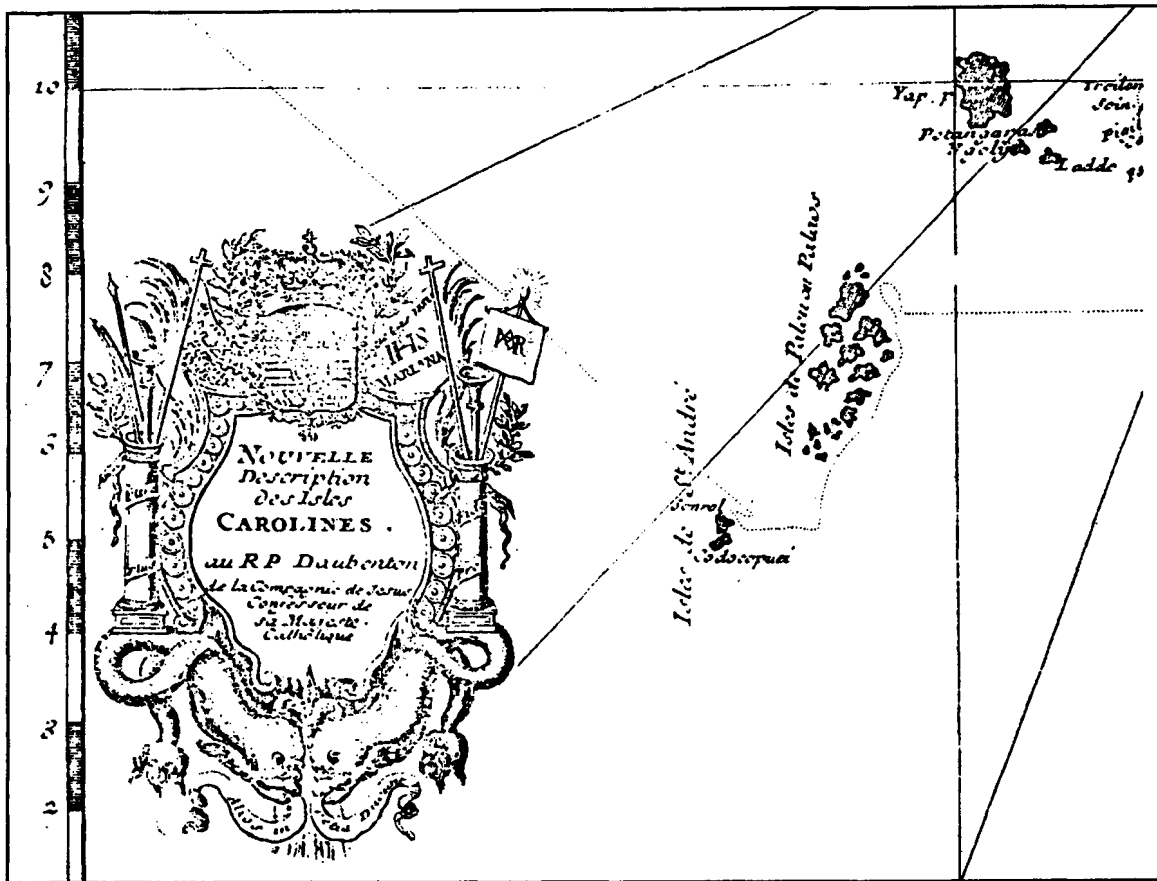 10
9
8
7
6
5
4
3
2
IHS
MARIANA
NOUVELLE
Description
des Isles
CAROLINES.
au R P Daubenton
de la Compagnie de Jesus
Confesseur de
sa Majesté
Catholique
Yap.
Ladde
Isles de Palaos
Isles de St André
Sonrol
Codocopuei